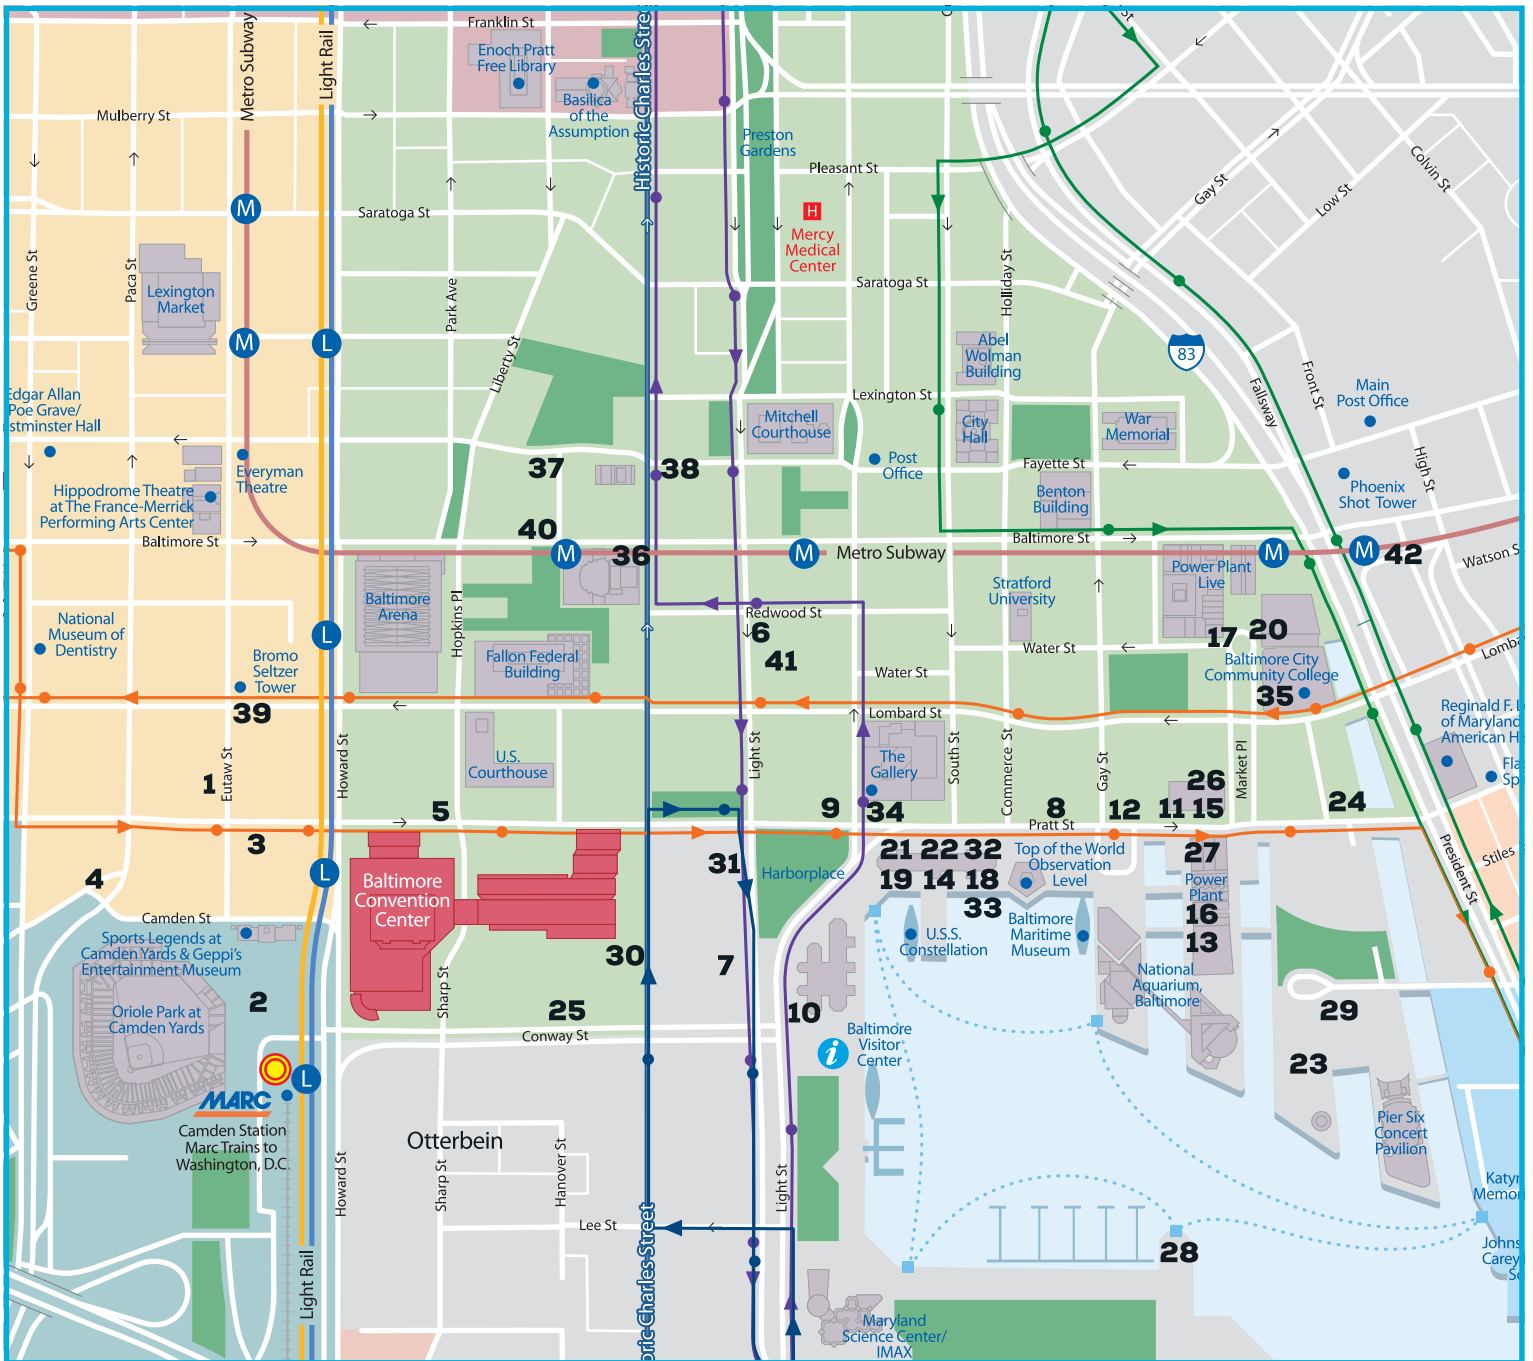 Franklin St
Enoch Pratt
Free Library
Basilica
of the
Assumption
Metro Subway
Light Rail
Historic Charles Street
Mulberry St
Preston
Gardens
Pleasant St
Gay St
Low St
Colvin St
Saratoga St
H
Mercy
Medical
Center
M
Greene St
Paca St
Lexington
Market
Park Ave
Liberty St
Saratoga St
Holliday St
M
L
Abel
Wolman
Building
83
Fallsway
Front St
Main
Post Office
Edgar Allan
Poe Grave/
stminster Hall
Lexington St
Mitchell
Courthouse
City
Hall
War
Memorial
Everyman
Theatre
Hippodrome Theatre
at The France-Merrick
Performing Arts Center
37
38
Post
Office
Fayette St
Benton
Building
High St
Phoenix
Shot Tower
Baltimore St
40
M
36
M
Metro Subway
Baltimore St
M
M
42
Watson S
Baltimore
Arena
Hopkins Pl
Power Plant
Live
Stratford
University
National
Museum of
Dentistry
L
Redwood St
6
41
Water St
Water St
17
20
Lomba
Bromo
Seltzer
Tower
39
Fallon Federal
Building
Baltimore City
Community College
35
Lombard St
Reginald F. L
of Maryland
American H
Fla
Sp
1
Eutaw St
Howard St
U.S.
Courthouse
Light St
The
Gallery
34
South St
Commerce St
Gay St
Market Pl
26
11
15
24
3
5
9
8
12
Pratt St
4
L
Baltimore
Convention
Center
31
Harborplace
21
22
32
19
14
18
33
Top of the World
Observation
Level
27
Power
Plant
16
13
President St
Stiles
Camden St
Sports Legends at
Camden Yards & Geppi's
Entertainment Museum
U.S.S.
Constellation
Baltimore
Maritime
Museum
National
Aquarium,
Baltimore
Oriole Park at
Camden Yards
2
Sharp St
30
7
25
Conway St
10
29
i
Baltimore
Visitor
Center
23
L
MARC
Camden Station
Marc Trains to
Washington, D.C.
Otterbein
Pier Six
Concert
Pavilion
Howard St
Sharp St
Hanover St
Lee St
Light St
28
Katyn
Memor
Johns
Carey
Sc
Light Rail
oric Charles Street
Maryland
Science Center/
IMAX